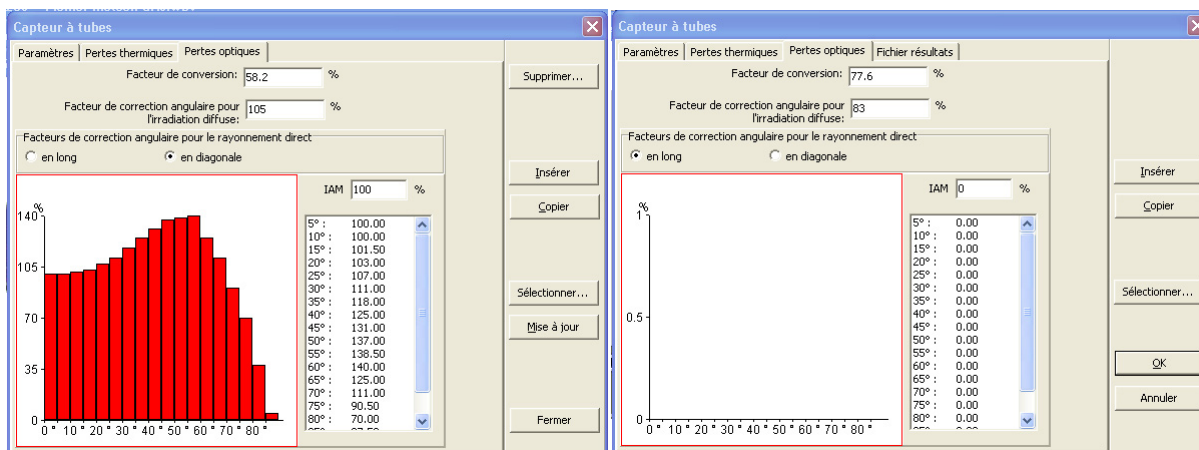 Capteur à tubes
Paramètres
Pertes thermiques
Pertes optiques
Facteur de conversion: 58.2 %
Facteur de correction angulaire pour
l'irradiation diffuse: 105 %
Facteurs de correction angulaire pour le rayonnement direct
en long
en diagonale
IAM 100 %
%
140
105
70
35
0
0 ° 10 ° 20 ° 30 ° 40 ° 50 ° 60 ° 70 ° 80 °
5° : 100.00
10° : 100.00
15° : 101.50
20° : 103.00
25° : 107.00
30° : 111.00
35° : 118.00
40° : 125.00
45° : 131.00
50° : 137.00
55° : 138.50
60° : 140.00
65° : 125.00
70° : 111.00
75° : 90.50
80° : 70.00
Supprimer...
Insérer
Copier
Sélectionner...
Mise à jour
Fermer
Capteur à tubes
Paramètres
Pertes thermiques
Pertes optiques
Fichier résultats
Facteur de conversion: 77.6 %
Facteur de correction angulaire pour
l'irradiation diffuse: 83 %
Facteurs de correction angulaire pour le rayonnement direct
en long
en diagonale
IAM 0 %
%
1
0.5
0
0 ° 10 ° 20 ° 30 ° 40 ° 50 ° 60 ° 70 ° 80 °
5° : 0.00
10° : 0.00
15° : 0.00
20° : 0.00
25° : 0.00
30° : 0.00
35° : 0.00
40° : 0.00
45° : 0.00
50° : 0.00
55° : 0.00
60° : 0.00
65° : 0.00
70° : 0.00
75° : 0.00
80° : 0.00
Insérer
Copier
Sélectionner...
OK
Annuler